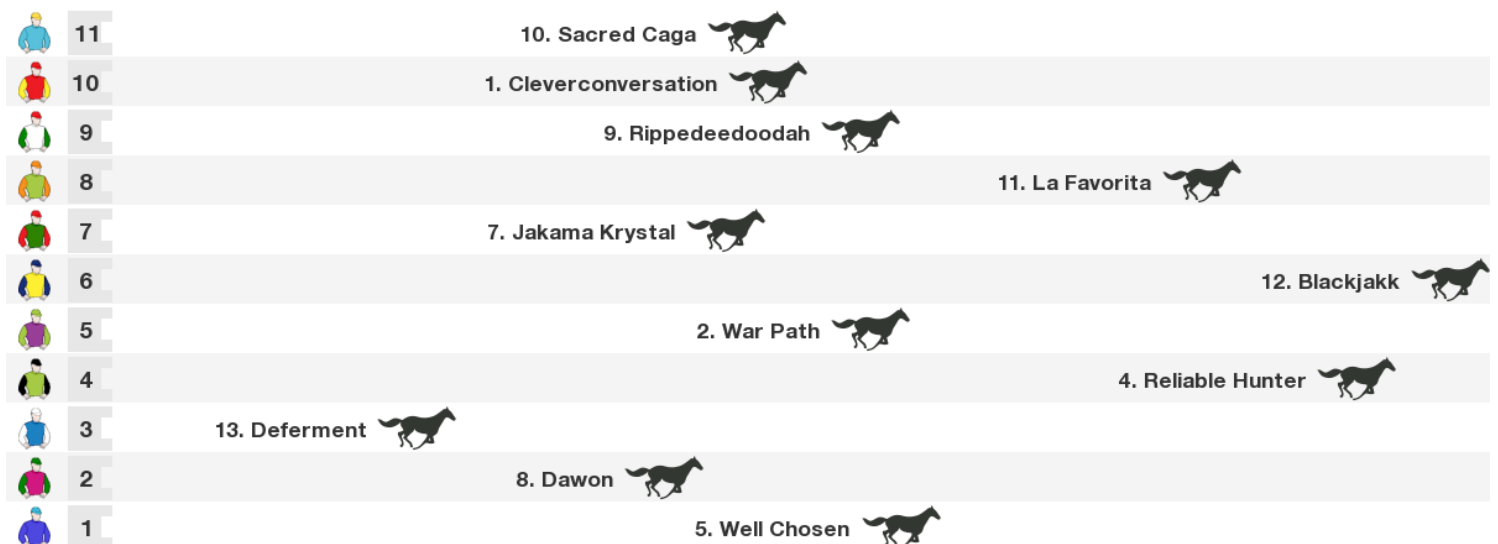 11 10. Sacred Caga
10 1. Cleverconversation
9 9. Rippedeedoodah
8 11. La Favorita
7 7. Jakama Krystal
6 12. Blackjakk
5 2. War Path
4 4. Reliable Hunter
3 13. Deferment
2 8. Dawon
1 5. Well Chosen